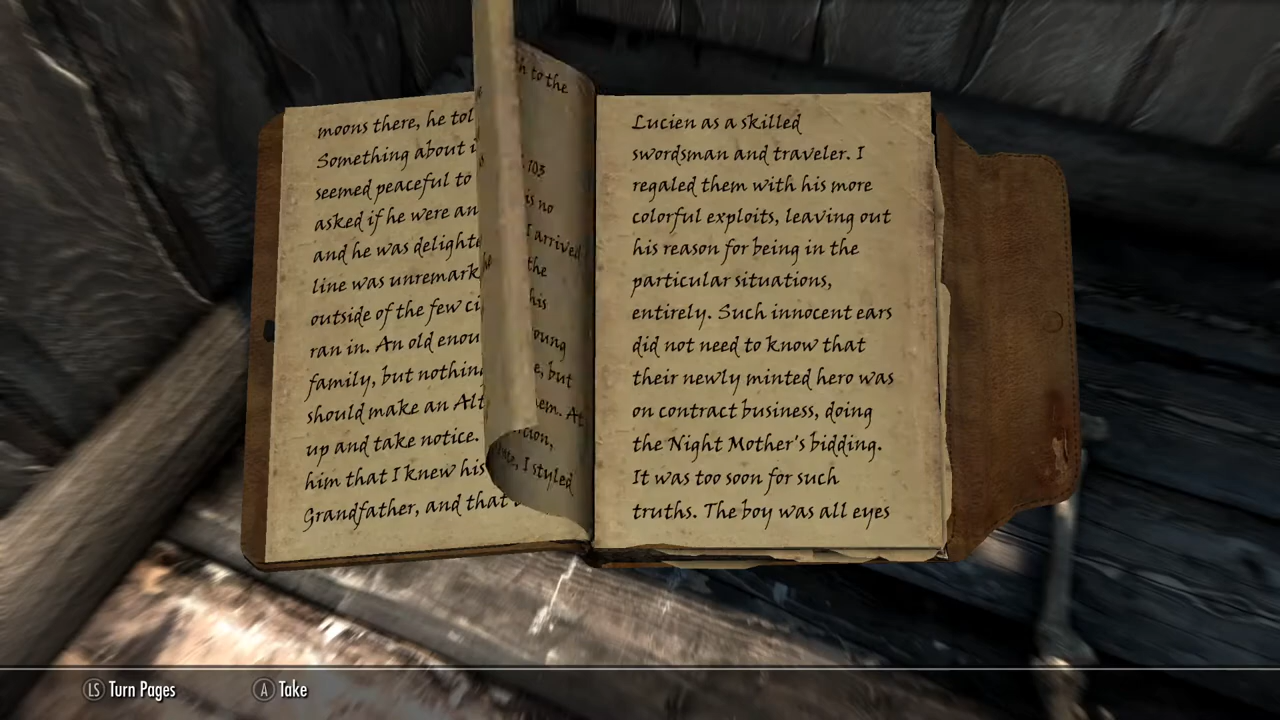 moons there, he tol
Something about i
seemed peaceful to
asked if he were an
and he was delighte
line was unremark
outside of the few ci
ran in. An old enou
family, but nothing
should make an Alt
up and take notice.
him that I knew his
Grandfather, and that
h to the
103
is no
I arrived
the
his
oung
e, but
em. At
I styled
Lucien as a skilled
swordsman and traveler. I
regaled them with his more
colorful exploits, leaving out
his reason for being in the
particular situations,
entirely. Such innocent ears
did not need to know that
their newly minted hero was
on contract business, doing
the Night Mother's bidding.
It was too soon for such
truths. The boy was all eyes
LS Turn Pages
A Take